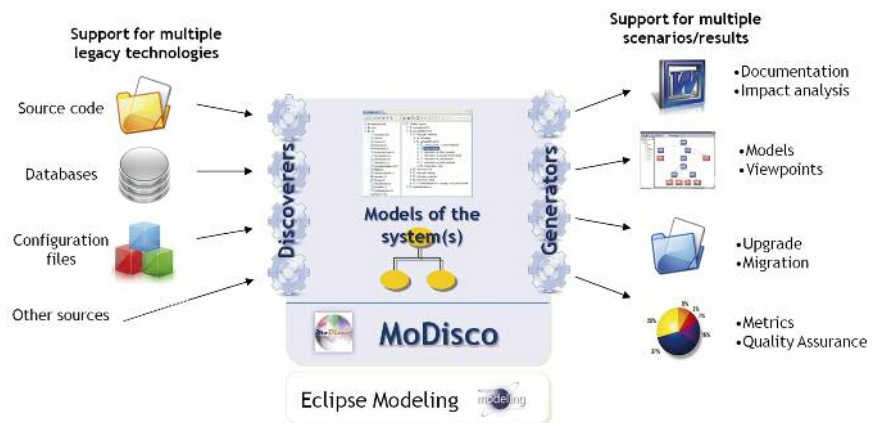 Support for multiple
legacy technologies
Source code
Databases
Configuration
files
Other sources
Discoverers
Models of the
system(s)
Generators
MoDisco
Eclipse Modeling
modeling
Support for multiple
scenarios/results
•Documentation
•Impact analysis
•Models
•Viewpoints
•Upgrade
•Migration
•Metrics
•Quality Assurance